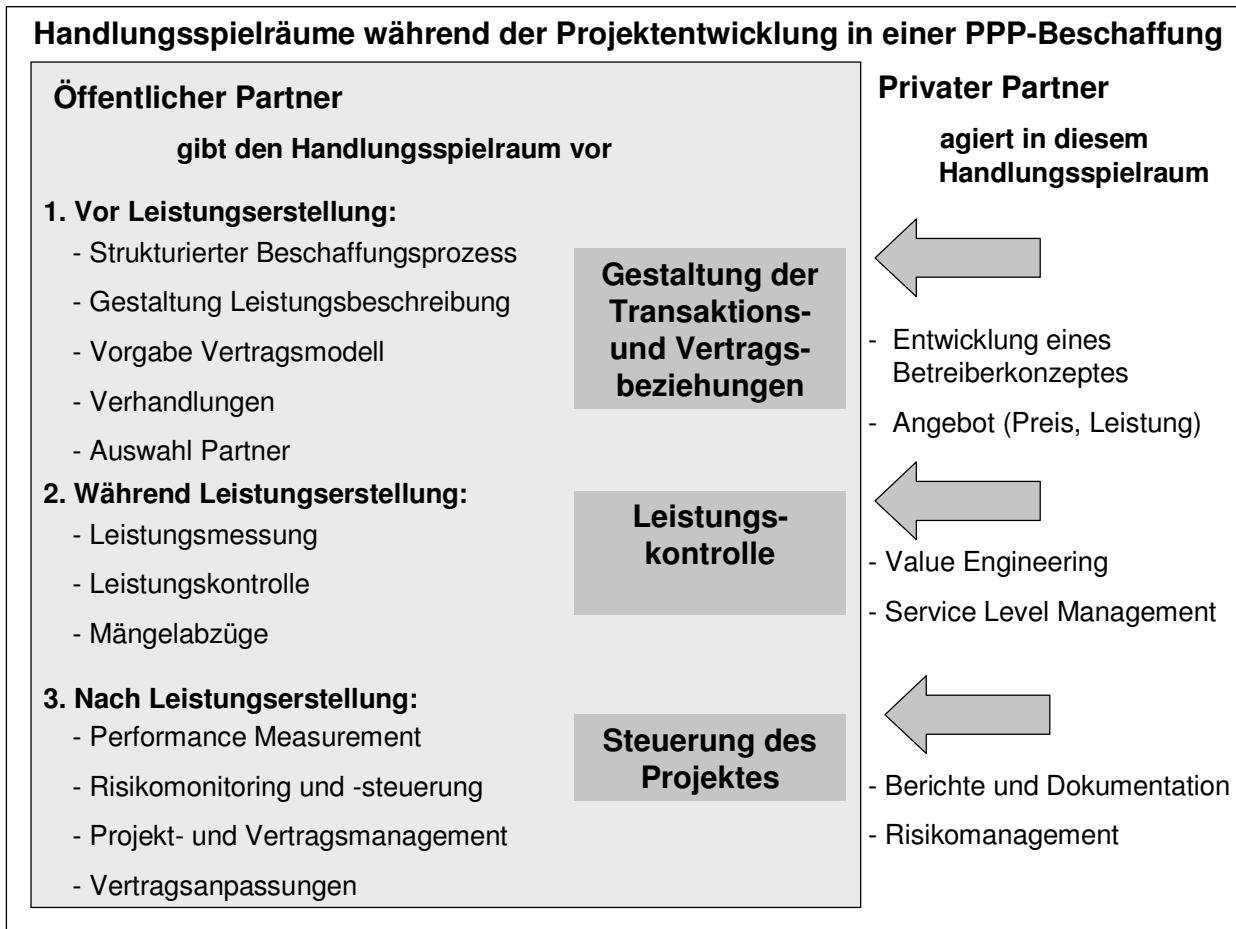 Handlungsspielräume während der Projektentwicklung in einer PPP-Beschaffung
Öffentlicher Partner
gibt den Handlungsspielraum vor
1. Vor Leistungserstellung:
- Strukturierter Beschaffungsprozess
- Gestaltung Leistungsbeschreibung
- Vorgabe Vertragsmodell
- Verhandlungen
- Auswahl Partner
2. Während Leistungserstellung:
- Leistungsmessung
- Leistungskontrolle
- Mängelabzüge
3. Nach Leistungserstellung:
- Performance Measurement
- Risikomonitoring und -steuerung
- Projekt- und Vertragsmanagement
- Vertragsanpassungen
Gestaltung der
Transaktions-
und Vertrags-
beziehungen
Leistungs-
kontrolle
Steuerung des
Projektes
Privater Partner
agiert in diesem
Handlungsspielraum
- Entwicklung eines
Betreiberkonzeptes
- Angebot (Preis, Leistung)
- Value Engineering
- Service Level Management
- Berichte und Dokumentation
- Risikomanagement